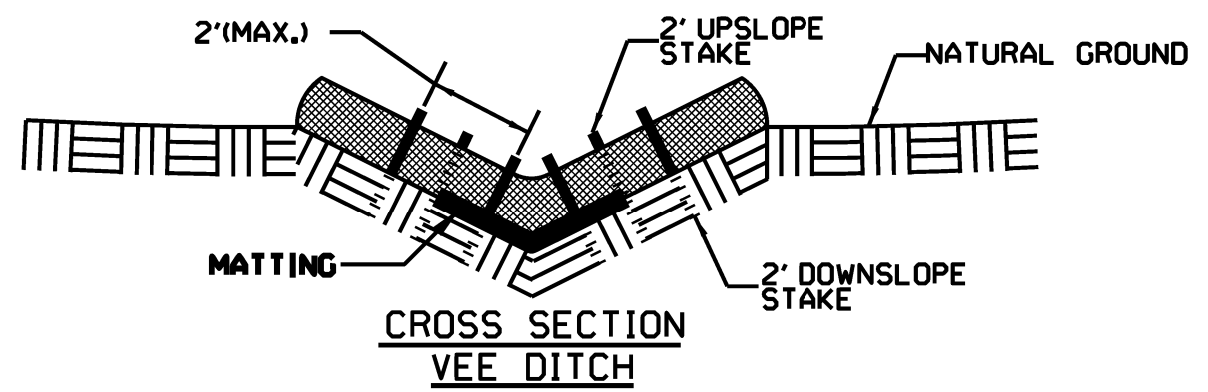 2'(MAX.)
2' UPSLOPE
STAKE
NATURAL GROUND
MATTING
2' DOWNSLOPE
STAKE
CROSS SECTION
VEE DITCH